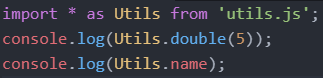 import * as Utils from 'utils.js';
console.log(Utils.double(5));
console.log(Utils.name);